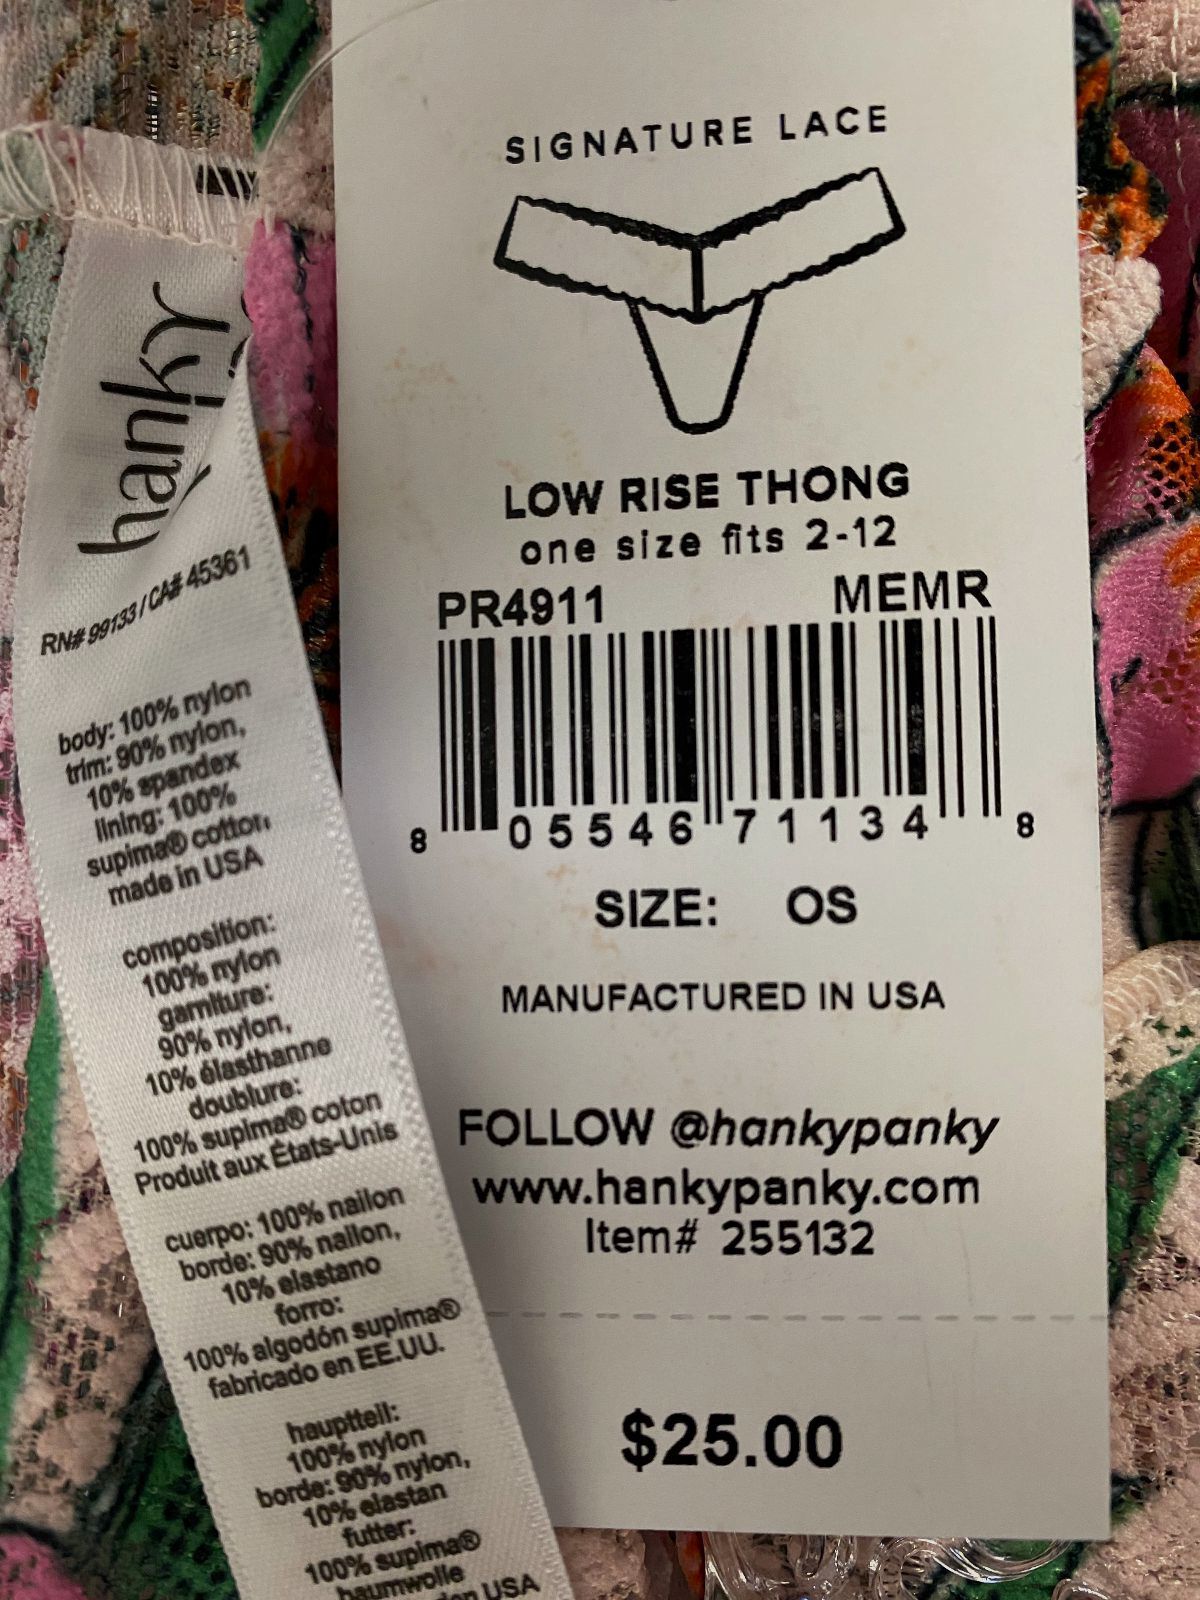 SIGNATURE LACE
LOW RISE THONG
one size fits 2-12
PR4911 MEMR
8 05546 71134 8
SIZE: OS
MANUFACTURED IN USA
FOLLOW @hankypanky
www.hankypanky.com
Item# 255132
$25.00
hanky
RN# 99133 / CA# 45361
body: 100% nylon
trim: 90% nylon,
10% spandex
lining: 100%
supima® cotton
made in USA
composition:
100% nylon
garniture:
90% nylon,
10% élasthanne
doublure:
100% supima® coton
Produit aux États-Unis
cuerpo: 100% nailon
borde: 90% nailon,
10% elastano
forro:
100% algodón supima®
fabricado en EE.UU.
hauptteil:
100% nylon
borde: 90% nylon,
10% elastan
futter:
100% supima®
baumwolle
USA